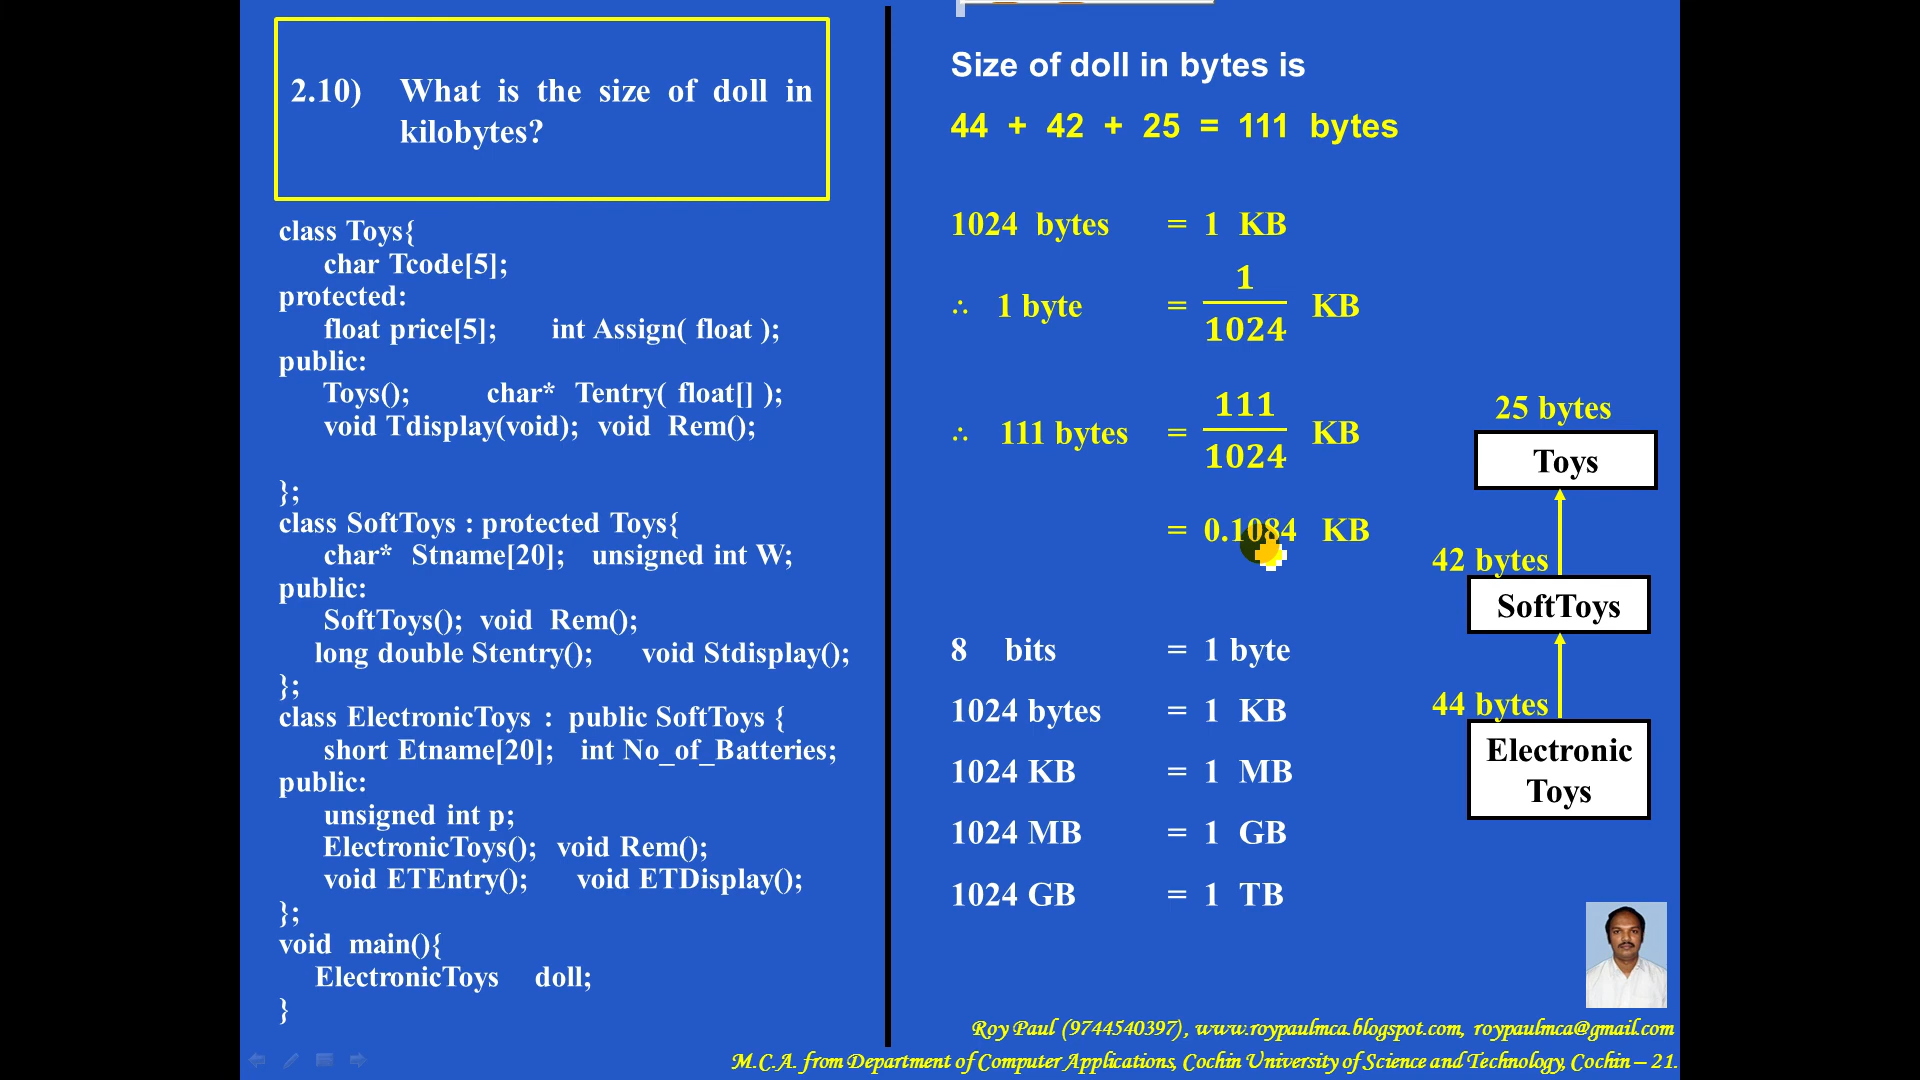 2.10) What is the size of doll in
kilobytes?
class Toys{
char Tcode[5];
protected:
float price[5]; int Assign( float );
public:
Toys(); char* Tentry( float[] );
void Tdisplay(void); void Rem();
};
class SoftToys : protected Toys{
char* Stname[20]; unsigned int W;
public:
SoftToys(); void Rem();
long double Stentry(); void Stdisplay();
};
class ElectronicToys : public SoftToys {
short Etname[20]; int No_of_Batteries;
public:
unsigned int p;
ElectronicToys(); void Rem();
void ETEntry(); void ETDisplay();
};
void main(){
ElectronicToys doll;
}
Size of doll in bytes is
44 + 42 + 25 = 111 bytes
1024 bytes = 1 KB
∴ 1 byte = 1/1024 KB
∴ 111 bytes = 111/1024 KB
= 0.1084 KB
8 bits = 1 byte
1024 bytes = 1 KB
1024 KB = 1 MB
1024 MB = 1 GB
1024 GB = 1 TB
25 bytes
Toys
42 bytes
SoftToys
44 bytes
Electronic
Toys
Roy Paul (9744540397), www.roypaulmca.blogspot.com, roypaulmca@gmail.com
M.C.A. from Department of Computer Applications, Cochin University of Science and Technology, Cochin – 21.